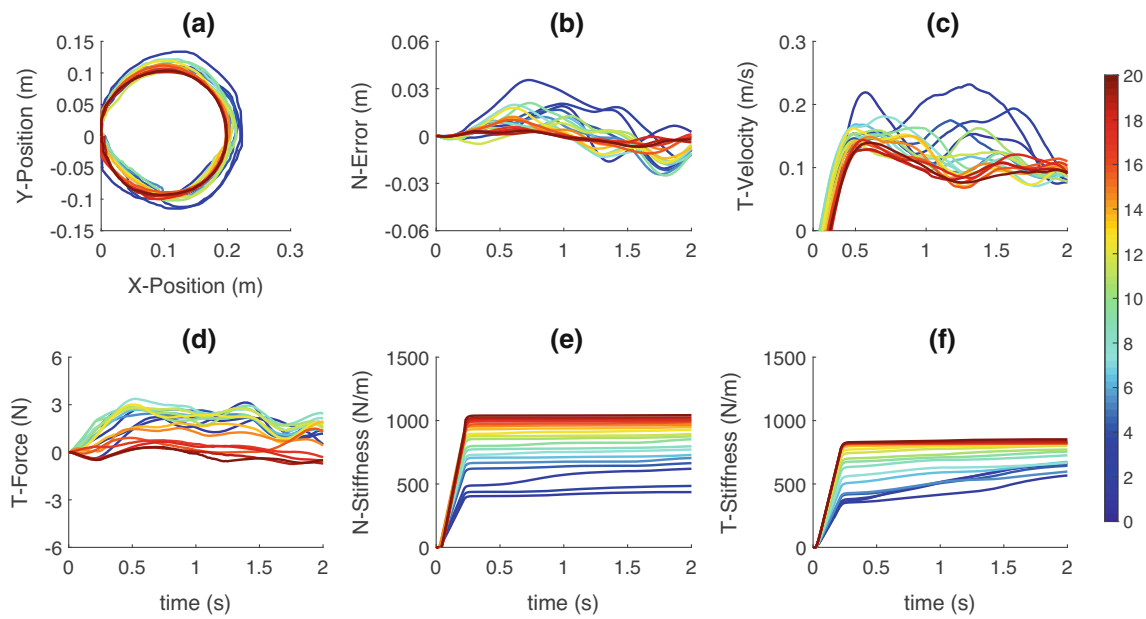 (a)
(b)
(c)
Y-Position (m)
0.15
0.1
0.05
0
-0.05
-0.1
-0.15
0 0.1 0.2 0.3
X-Position (m)
N-Error (m)
0.06
0.03
0
-0.03
-0.06
0 0.5 1 1.5 2
T-Velocity (m/s)
0.3
0.2
0.1
0
0 0.5 1 1.5 2
20
18
16
14
12
10
8
6
4
2
0
(d)
(e)
(f)
T-Force (N)
6
3
0
-3
-6
0 0.5 1 1.5 2
time (s)
N-Stiffness (N/m)
1500
1000
500
0
0 0.5 1 1.5 2
time (s)
T-Stiffness (N/m)
1500
1000
500
0
0 0.5 1 1.5 2
time (s)